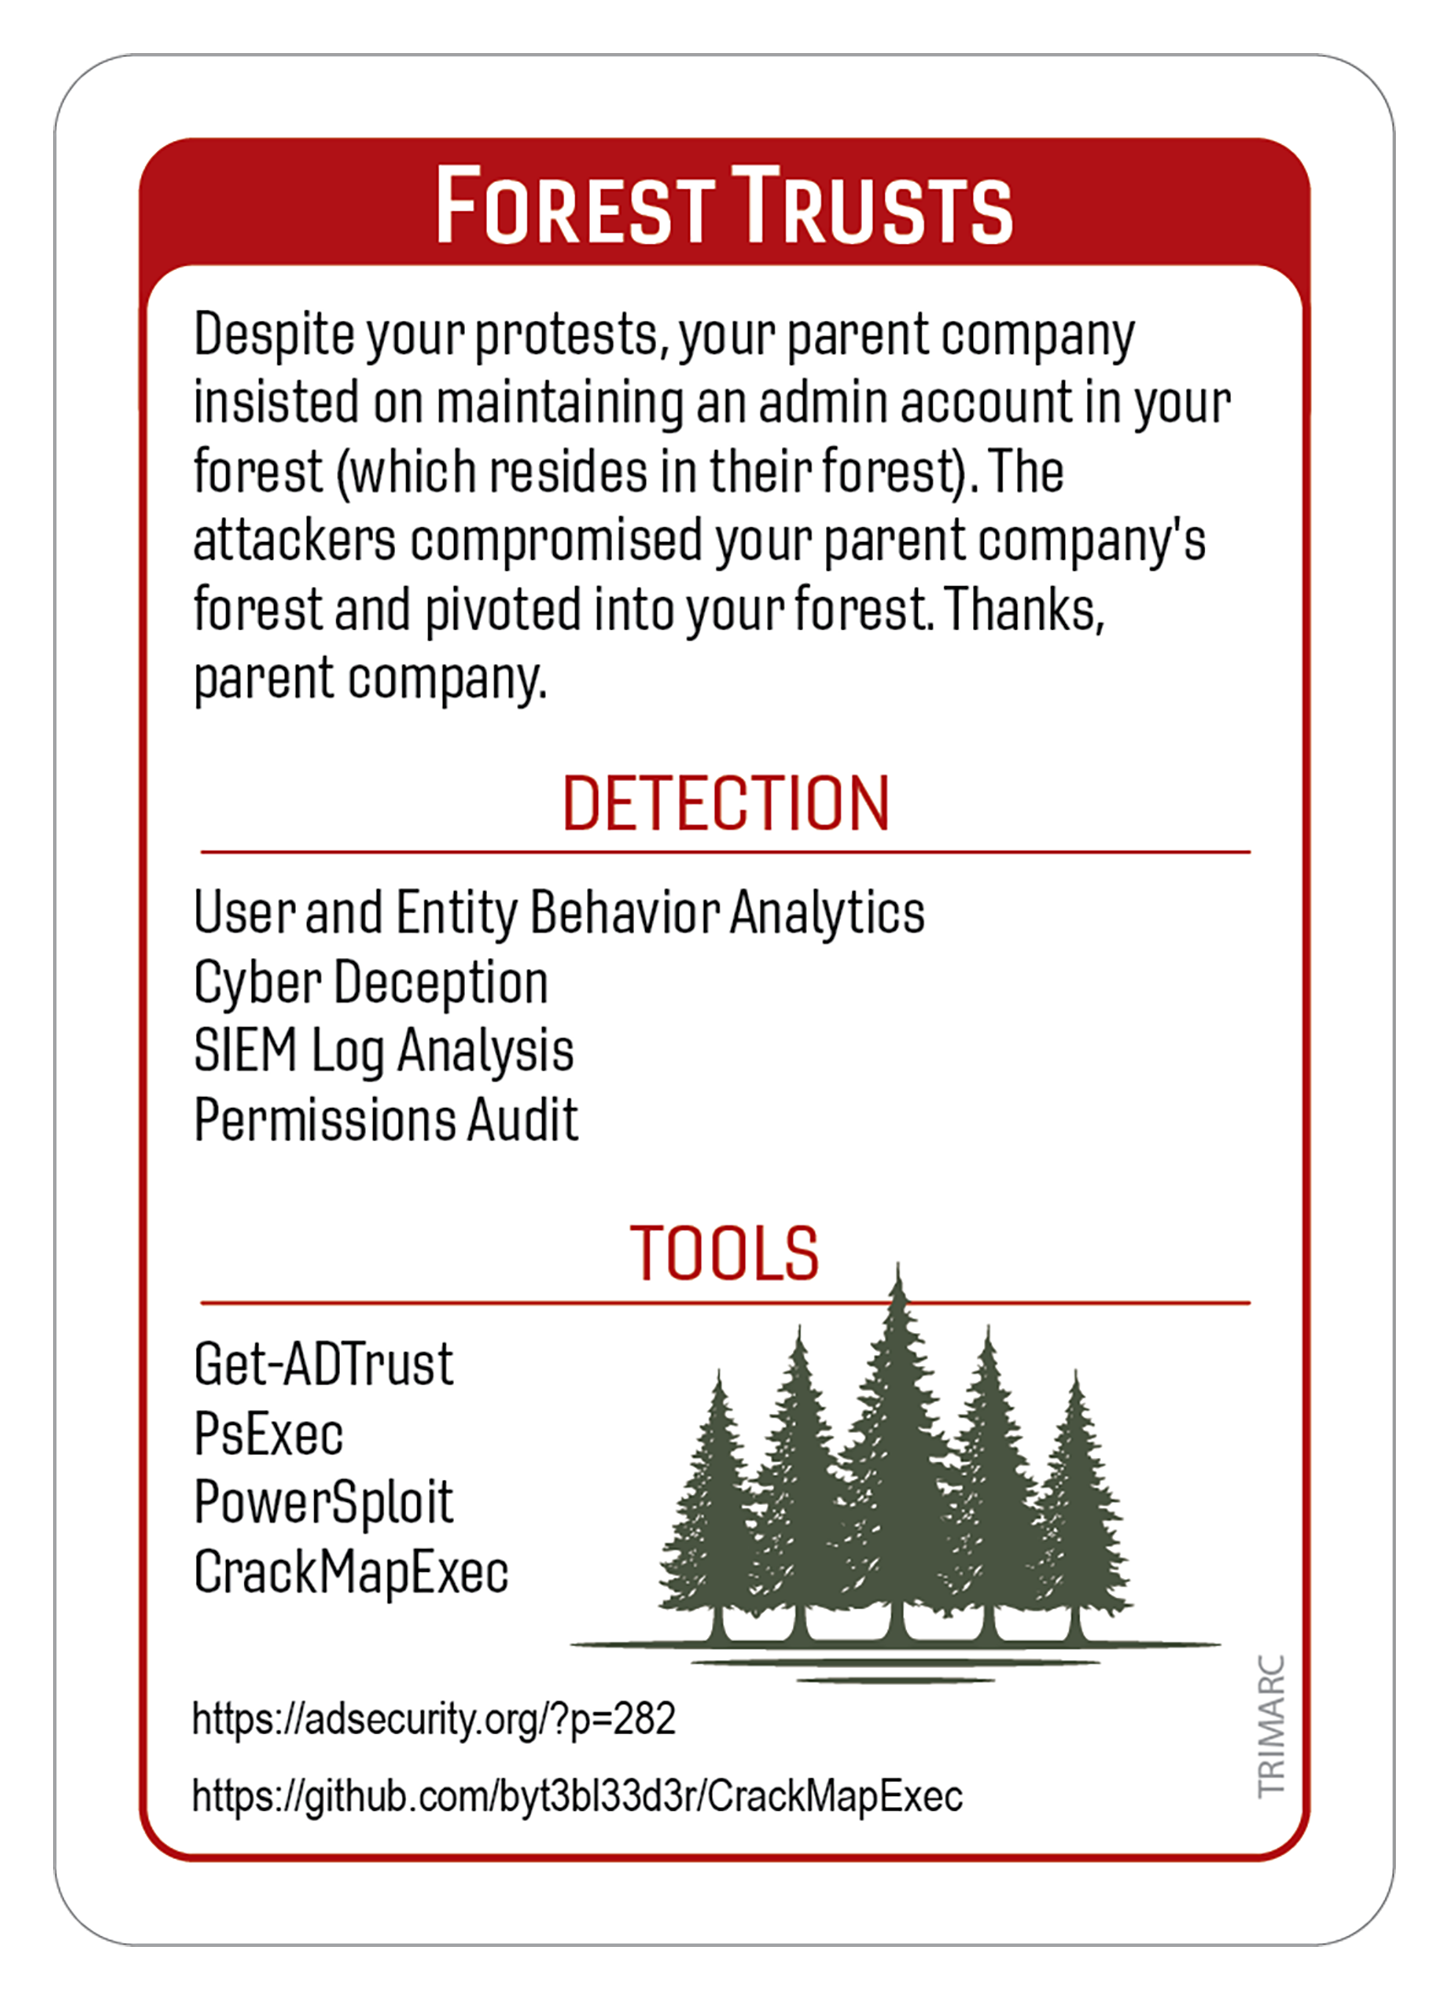 FOREST TRUSTS
Despite your protests, your parent company
insisted on maintaining an admin account in your
forest (which resides in their forest). The
attackers compromised your parent company's
forest and pivoted into your forest. Thanks,
parent company.
DETECTION
User and Entity Behavior Analytics
Cyber Deception
SIEM Log Analysis
Permissions Audit
TOOLS
Get-ADTrust
PsExec
PowerSploit
CrackMapExec
https://adsecurity.org/?p=282
https://github.com/byt3bl33d3r/CrackMapExec
TRIMARC